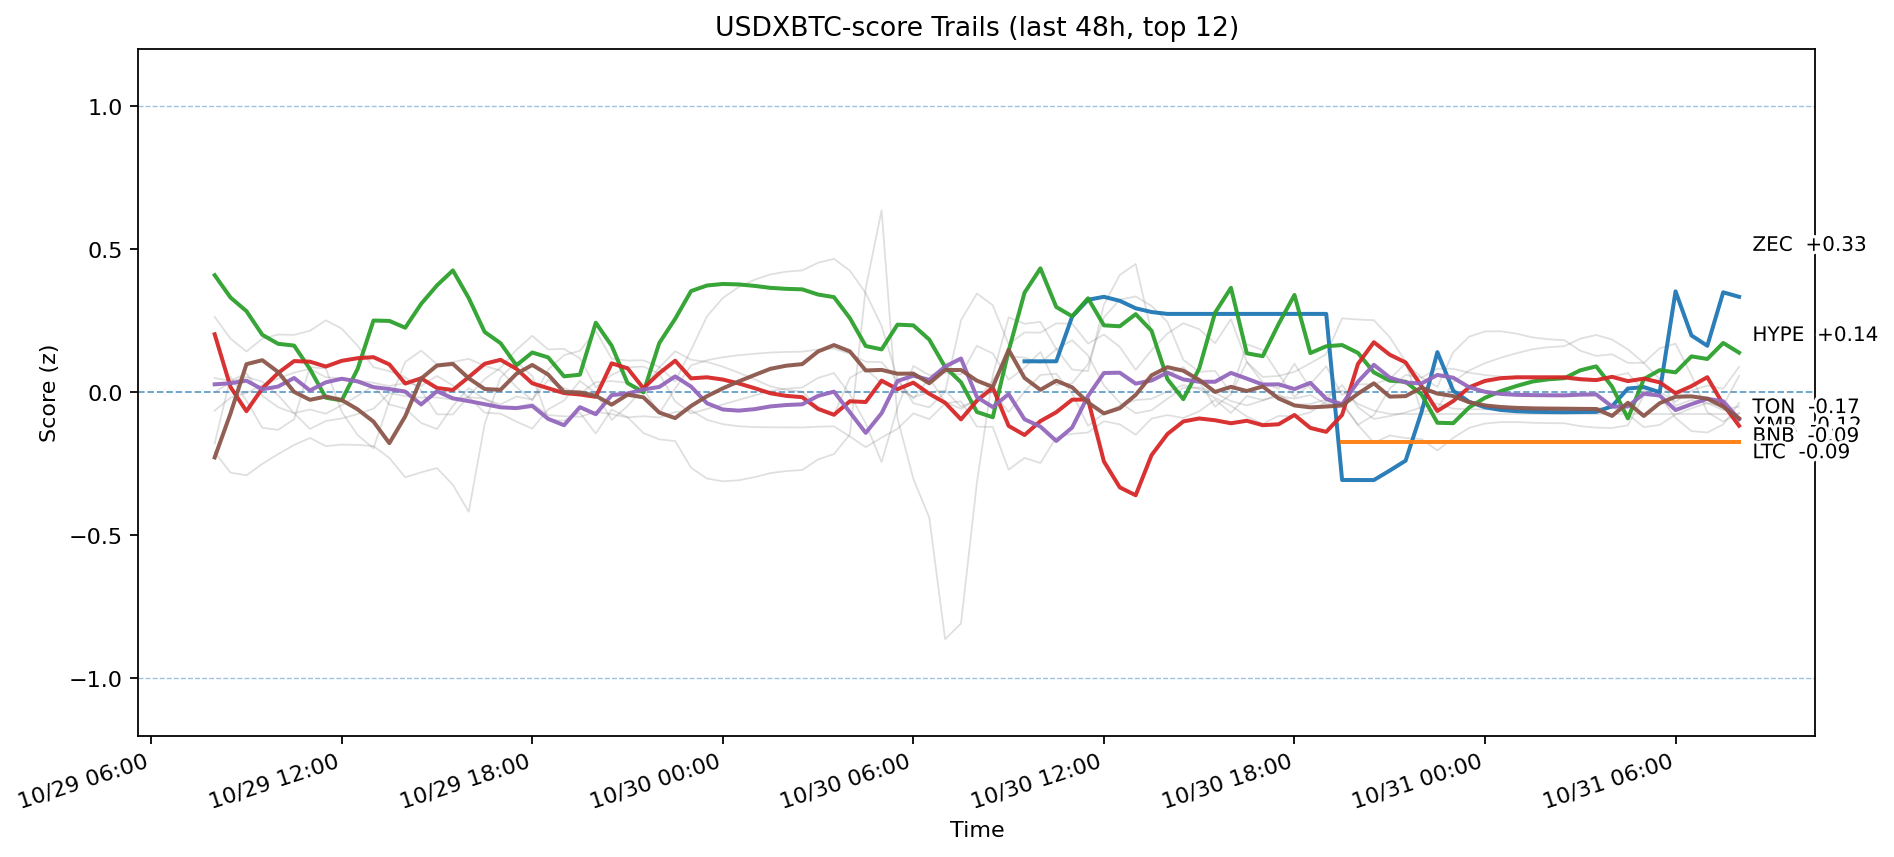 USDXBTC-score Trails (last 48h, top 12)
Score (z)
1.0
0.5
0.0
−0.5
−1.0
ZEC +0.33
HYPE +0.14
TON -0.17
XMR -0.12
BNB -0.09
LTC -0.09
10/29 06:00
10/29 12:00
10/29 18:00
10/30 00:00
10/30 06:00
10/30 12:00
10/30 18:00
10/31 00:00
10/31 06:00
Time